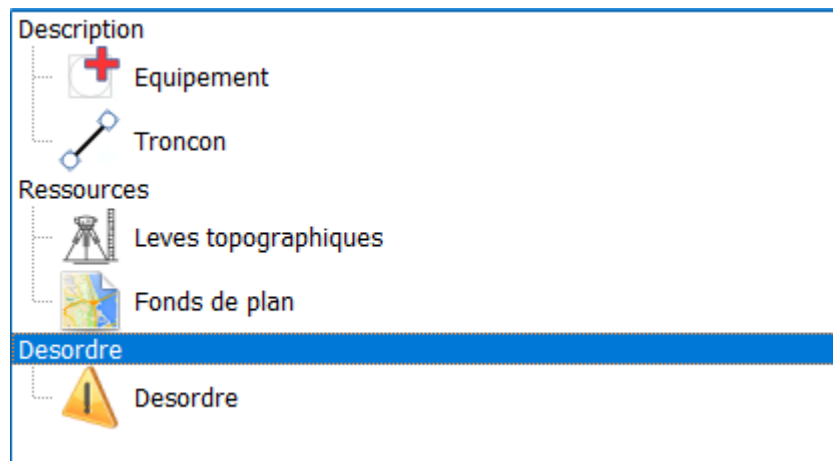 Description
Equipement
Troncon
Ressources
Leves topographiques
Fonds de plan
Desordre
Desordre